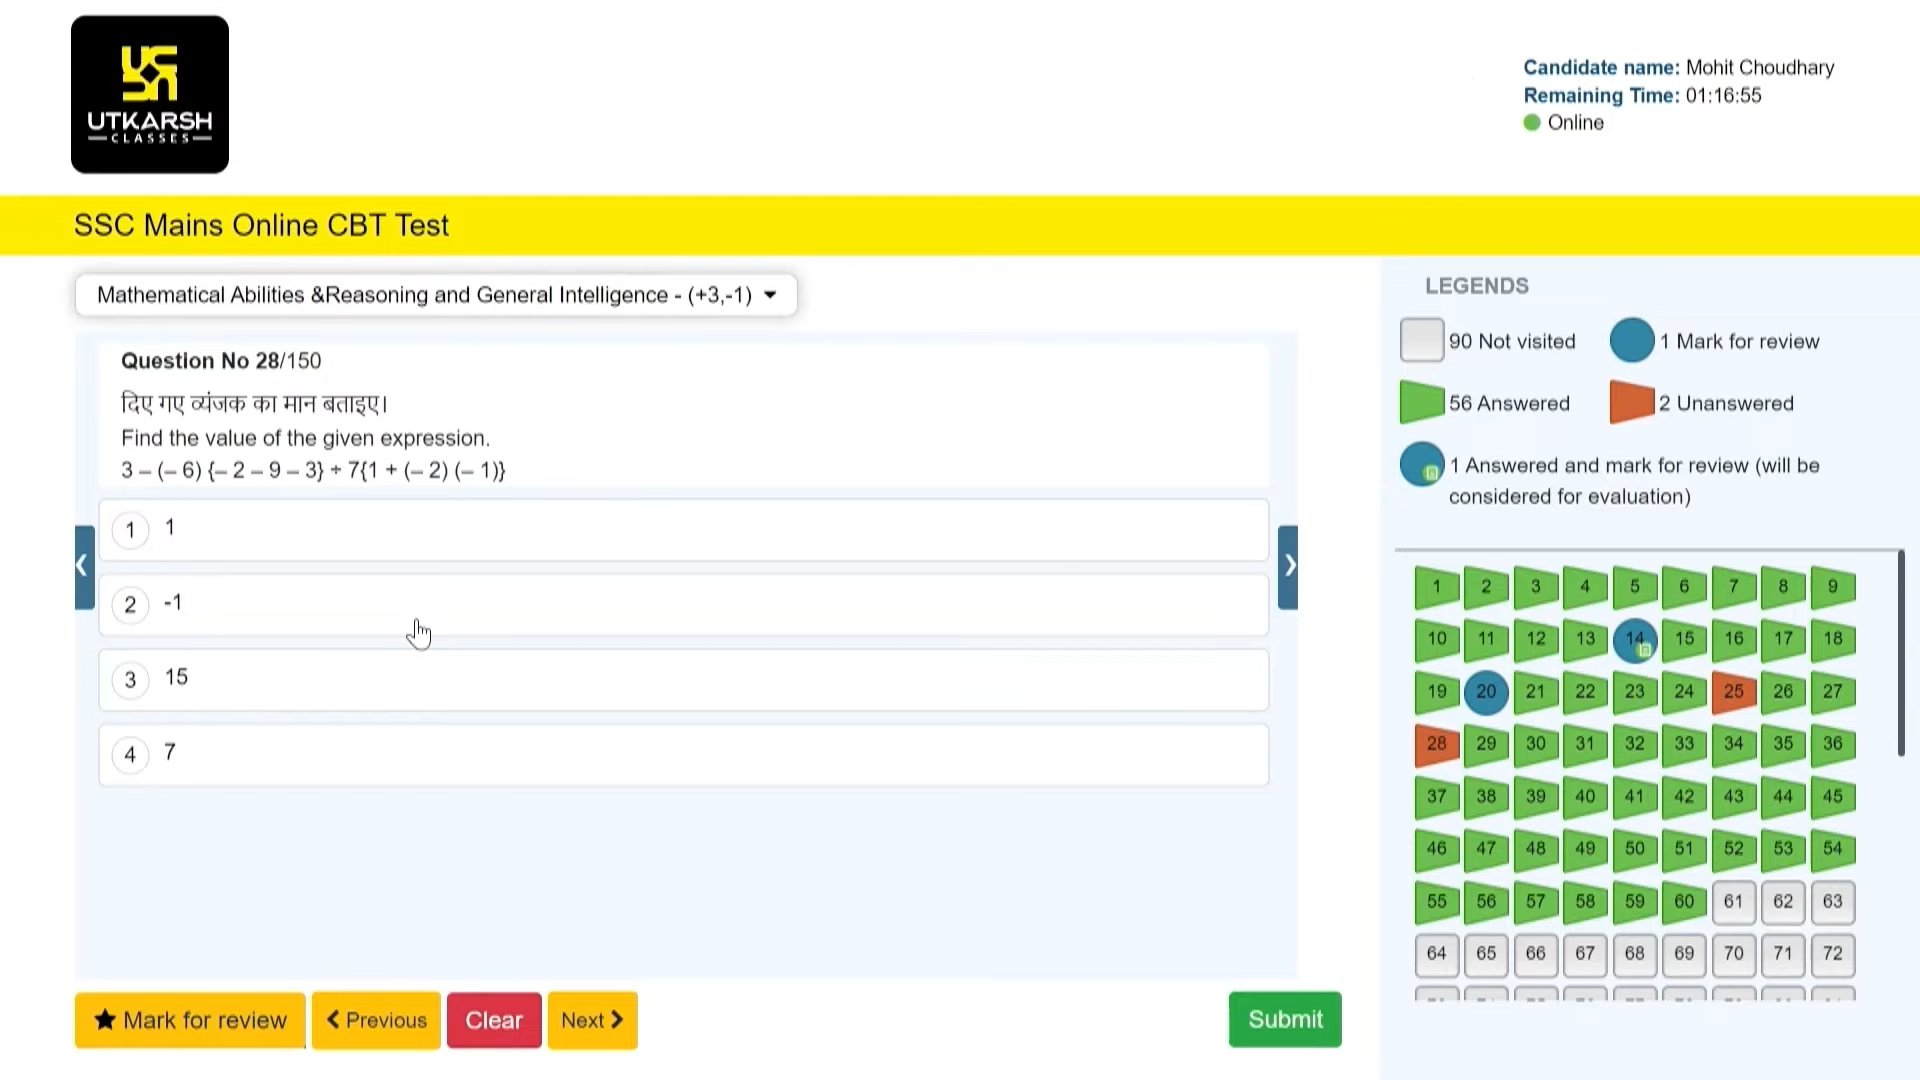 UTKARSH
CLASSES
Candidate name: Mohit Choudhary
Remaining Time: 01:16:55
Online
SSC Mains Online CBT Test
Mathematical Abilities &Reasoning and General Intelligence - (+3,-1)
Question No 28/150
दिए गए व्यंजक का मान बताइए।
Find the value of the given expression.
3 – (– 6) {– 2 – 9 – 3} ÷ 7{1 + (– 2) (– 1)}
1 1
2 -1
3 15
4 7
Mark for review
Previous
Clear
Next
Submit
LEGENDS
90 Not visited
1 Mark for review
56 Answered
2 Unanswered
1 Answered and mark for review (will be
considered for evaluation)
1 2 3 4 5 6 7 8 9
10 11 12 13 14 15 16 17 18
19 20 21 22 23 24 25 26 27
28 29 30 31 32 33 34 35 36
37 38 39 40 41 42 43 44 45
46 47 48 49 50 51 52 53 54
55 56 57 58 59 60 61 62 63
64 65 66 67 68 69 70 71 72